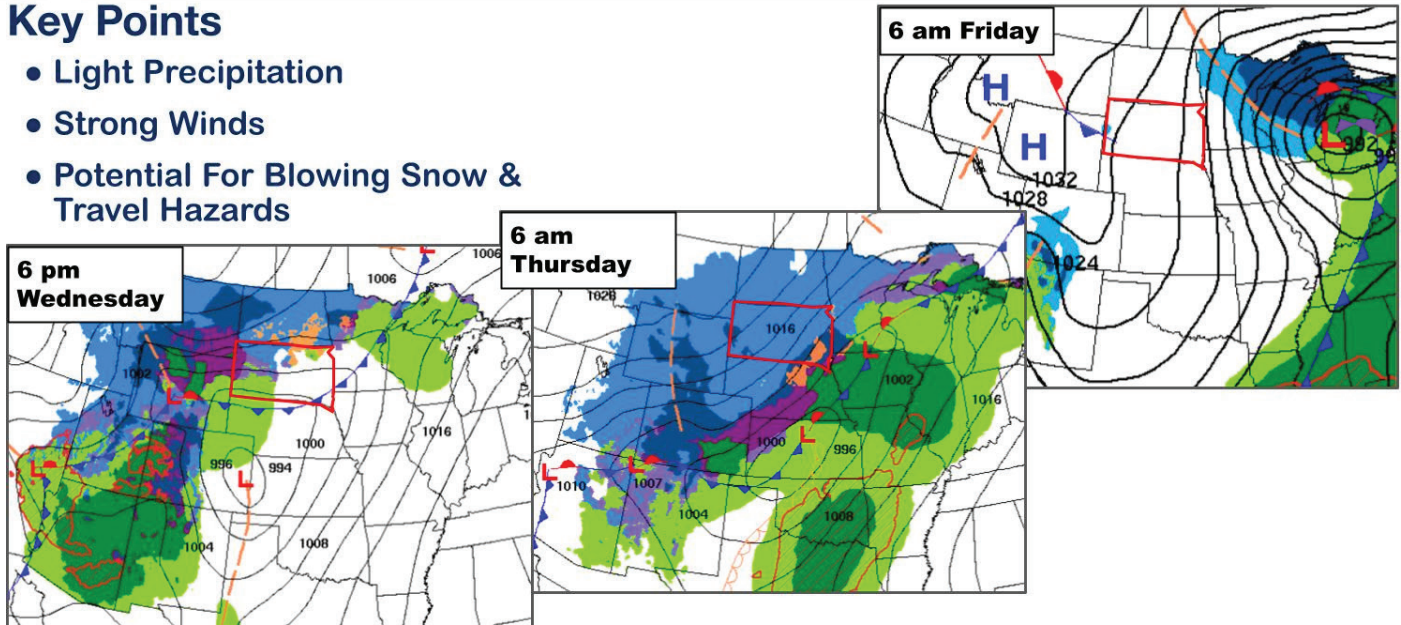 Key Points
• Light Precipitation
• Strong Winds
• Potential For Blowing Snow &
Travel Hazards
6 pm
Wednesday
1006
1006
1002
L
L
L
1016
1000
996
994
L
1004
1008
6 am
Thursday
1028
1016
L
1002
1016
L
1000
996
L
L
1010
1007
1004
1008
6 am Friday
H
H
L
992
1032
1028
1024